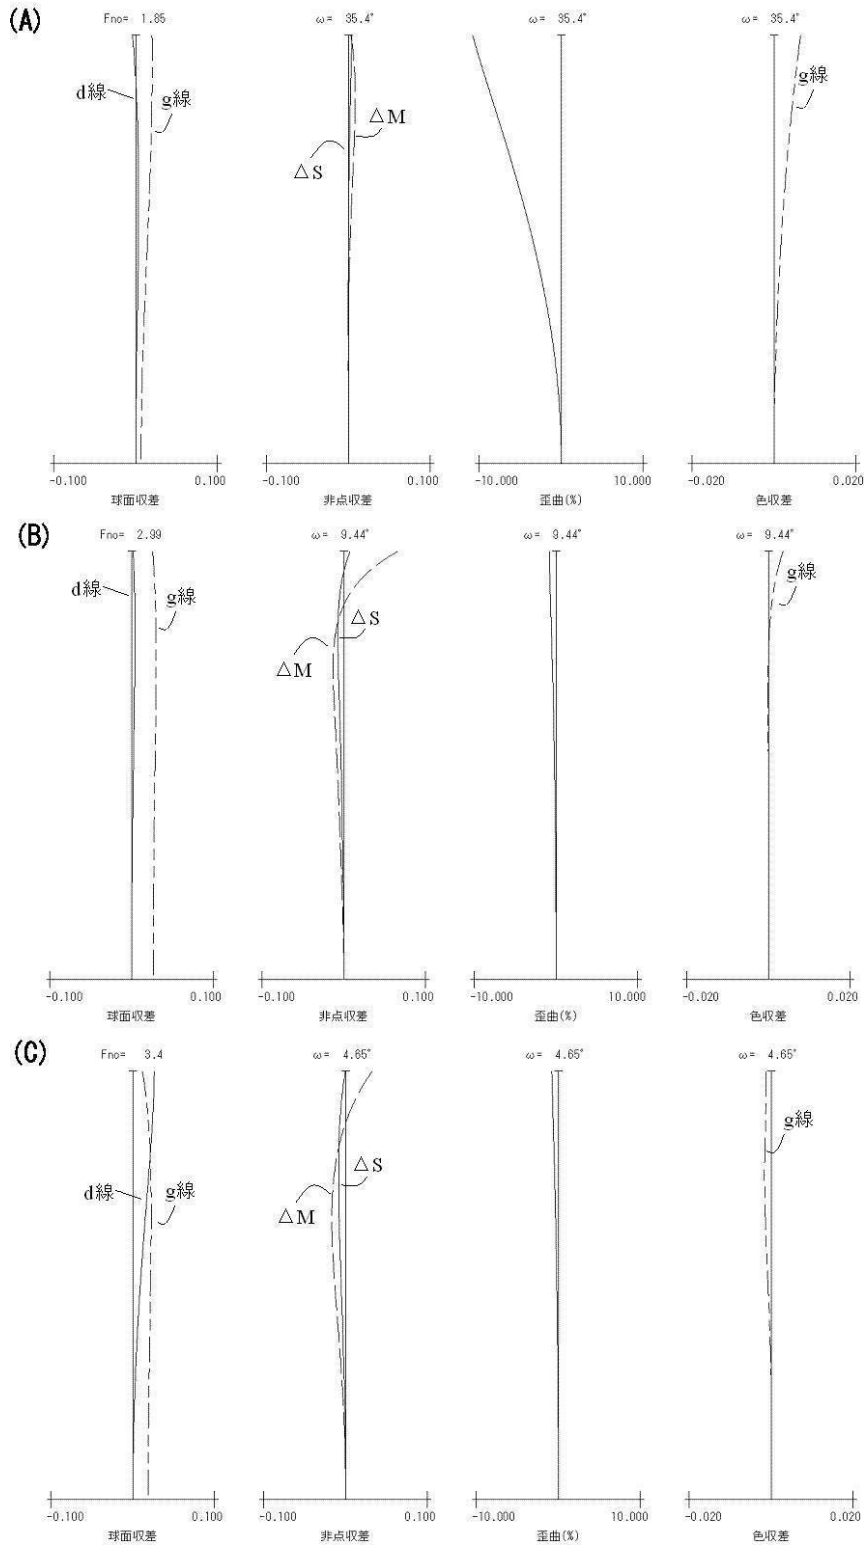 (A)
Fno= 1.85
ω= 35.4°
ω= 35.4°
ω= 35.4°
d線
g線
△M
△S
g線
-0.100
0.100
-0.100
0.100
-10.000
10.000
-0.020
0.020
球面収差
非点収差
歪曲(%)
色収差
(B)
Fno= 2.99
ω= 9.44°
ω= 9.44°
ω= 9.44°
d線
g線
△S
△M
g線
-0.100
0.100
-0.100
0.100
-10.000
10.000
-0.020
0.020
球面収差
非点収差
歪曲(%)
色収差
(C)
Fno= 3.4
ω= 4.65°
ω= 4.65°
ω= 4.65°
d線
g線
△S
△M
g線
-0.100
0.100
-0.100
0.100
-10.000
10.000
-0.020
0.020
球面収差
非点収差
歪曲(%)
色収差